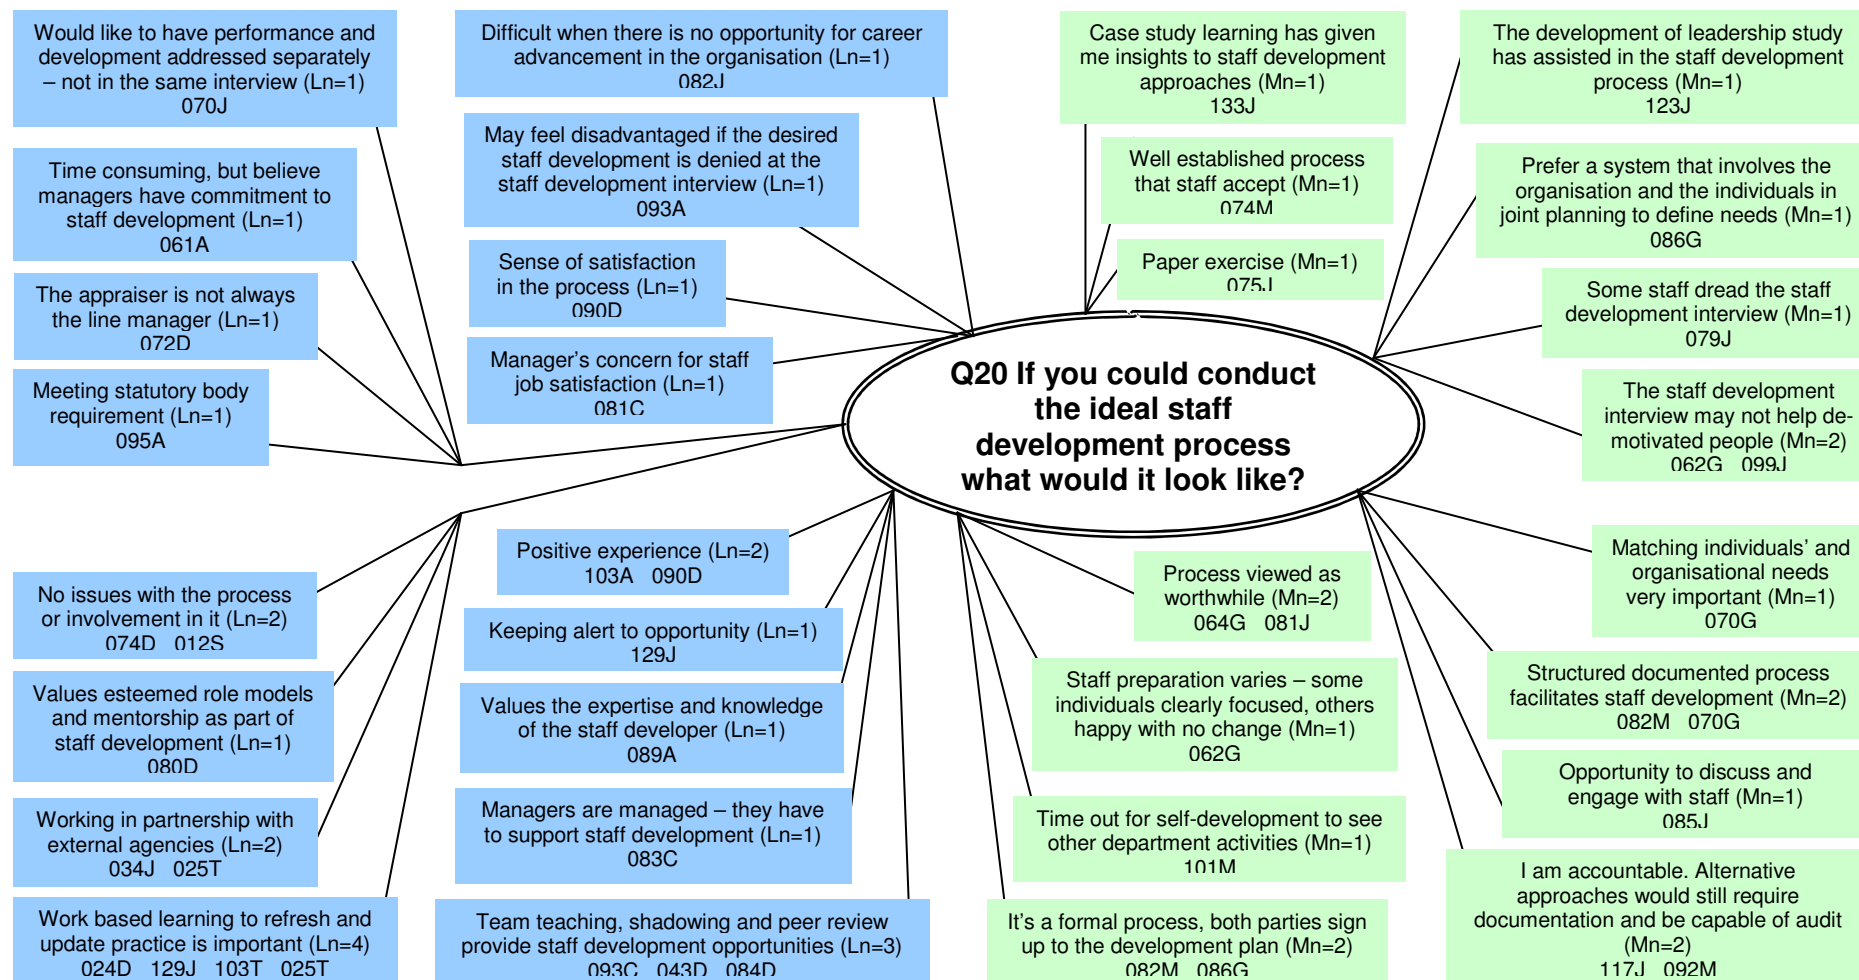 Would like to have performance and
development addressed separately
– not in the same interview (Ln=1)
070J
Time consuming, but believe
managers have commitment to
staff development (Ln=1)
061A
The appraiser is not always
the line manager (Ln=1)
072D
Meeting statutory body
requirement (Ln=1)
095A
Difficult when there is no opportunity for career
advancement in the organisation (Ln=1)
082J
May feel disadvantaged if the desired
staff development is denied at the
staff development interview (Ln=1)
093A
Sense of satisfaction
in the process (Ln=1)
090D
Manager’s concern for staff
job satisfaction (Ln=1)
081C
Case study learning has given
me insights to staff development
approaches (Mn=1)
133J
Well established process
that staff accept (Mn=1)
074M
Paper exercise (Mn=1)
075J
The development of leadership study
has assisted in the staff development
process (Mn=1)
123J
Prefer a system that involves the
organisation and the individuals in
joint planning to define needs (Mn=1)
086G
Some staff dread the staff
development interview (Mn=1)
079J
The staff development
interview may not help de-
motivated people (Mn=2)
062G 099J
Q20 If you could conduct
the ideal staff
development process
what would it look like?
No issues with the process
or involvement in it (Ln=2)
074D 012S
Values esteemed role models
and mentorship as part of
staff development (Ln=1)
080D
Working in partnership with
external agencies (Ln=2)
034J 025T
Work based learning to refresh and
update practice is important (Ln=4)
024D 129J 103T 025T
Positive experience (Ln=2)
103A 090D
Keeping alert to opportunity (Ln=1)
129J
Values the expertise and knowledge
of the staff developer (Ln=1)
089A
Managers are managed – they have
to support staff development (Ln=1)
083C
Team teaching, shadowing and peer review
provide staff development opportunities (Ln=3)
093C 043D 084D
Process viewed as
worthwhile (Mn=2)
064G 081J
Staff preparation varies – some
individuals clearly focused, others
happy with no change (Mn=1)
062G
Time out for self-development to see
other department activities (Mn=1)
101M
It’s a formal process, both parties sign
up to the development plan (Mn=2)
082M 086G
Matching individuals’ and
organisational needs
very important (Mn=1)
070G
Structured documented process
facilitates staff development (Mn=2)
082M 070G
Opportunity to discuss and
engage with staff (Mn=1)
085J
I am accountable. Alternative
approaches would still require
documentation and be capable of audit
(Mn=2)
117J 092M